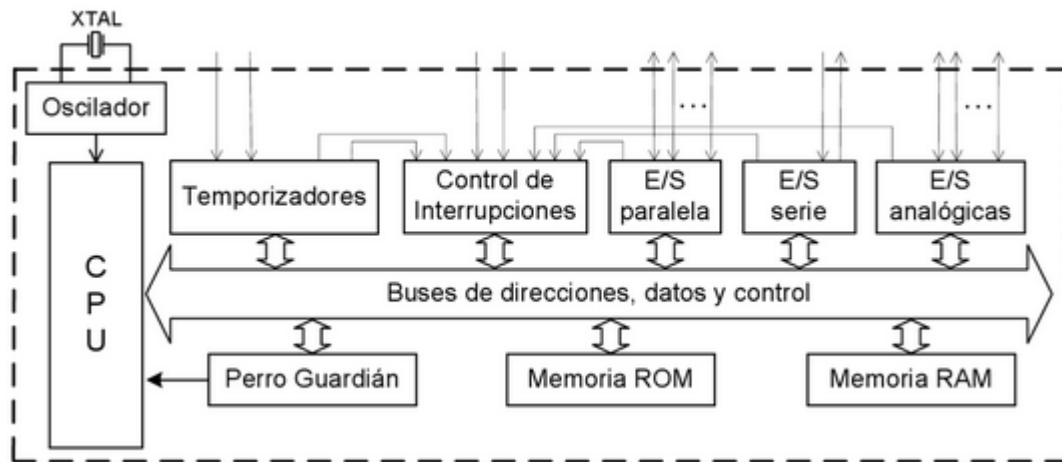 XTAL
Oscilador
CPU
Temporizadores
Control de
Interrupciones
E/S
paralela
E/S
serie
E/S
analógicas
Buses de direcciones, datos y control
Perro Guardián
Memoria ROM
Memoria RAM